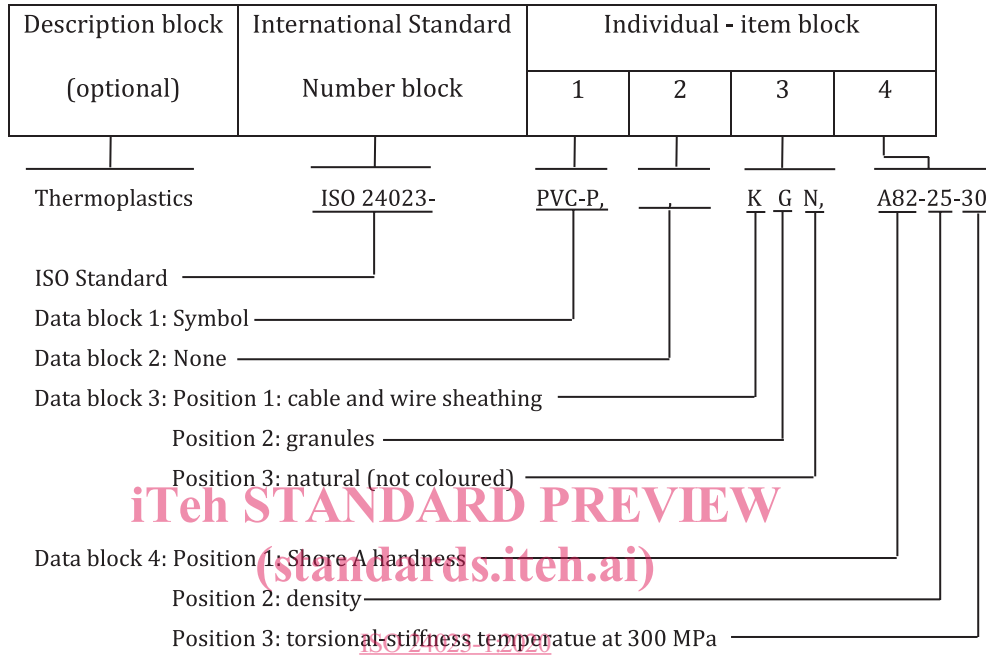 Description block International Standard Individual - item block
(optional) Number block 1 2 3 4
Thermoplastics ISO 24023- PVC-P, , K G N, A82-25-30
ISO Standard
Data block 1: Symbol
Data block 2: None
Data block 3: Position 1: cable and wire sheathing
Position 2: granules
Position 3: natural (not coloured)
iTeh STANDARD PREVIEW
Data block 4: Position 1: Shore A hardness
(standards.iteh.ai)
Position 2: density
Position 3: torsional-stiffness temperatue at 300 MPa
ISO 24023-1:2020